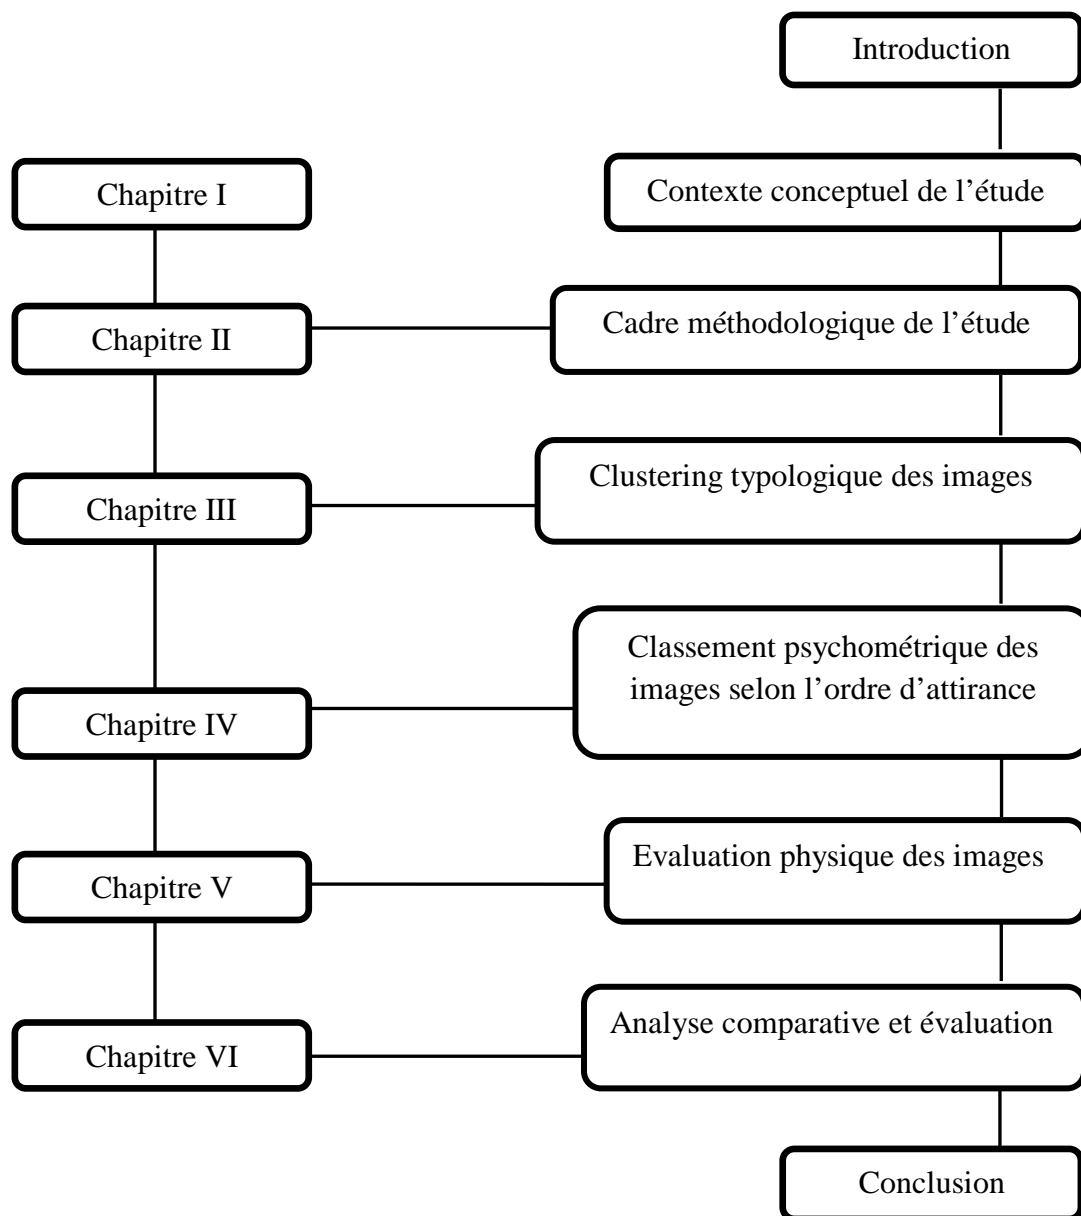 Introduction
Chapitre I
Contexte conceptuel de l’étude
Chapitre II
Cadre méthodologique de l’étude
Chapitre III
Clustering typologique des images
Chapitre IV
Classement psychométrique des
images selon l’ordre d’attirance
Chapitre V
Evaluation physique des images
Chapitre VI
Analyse comparative et évaluation
Conclusion